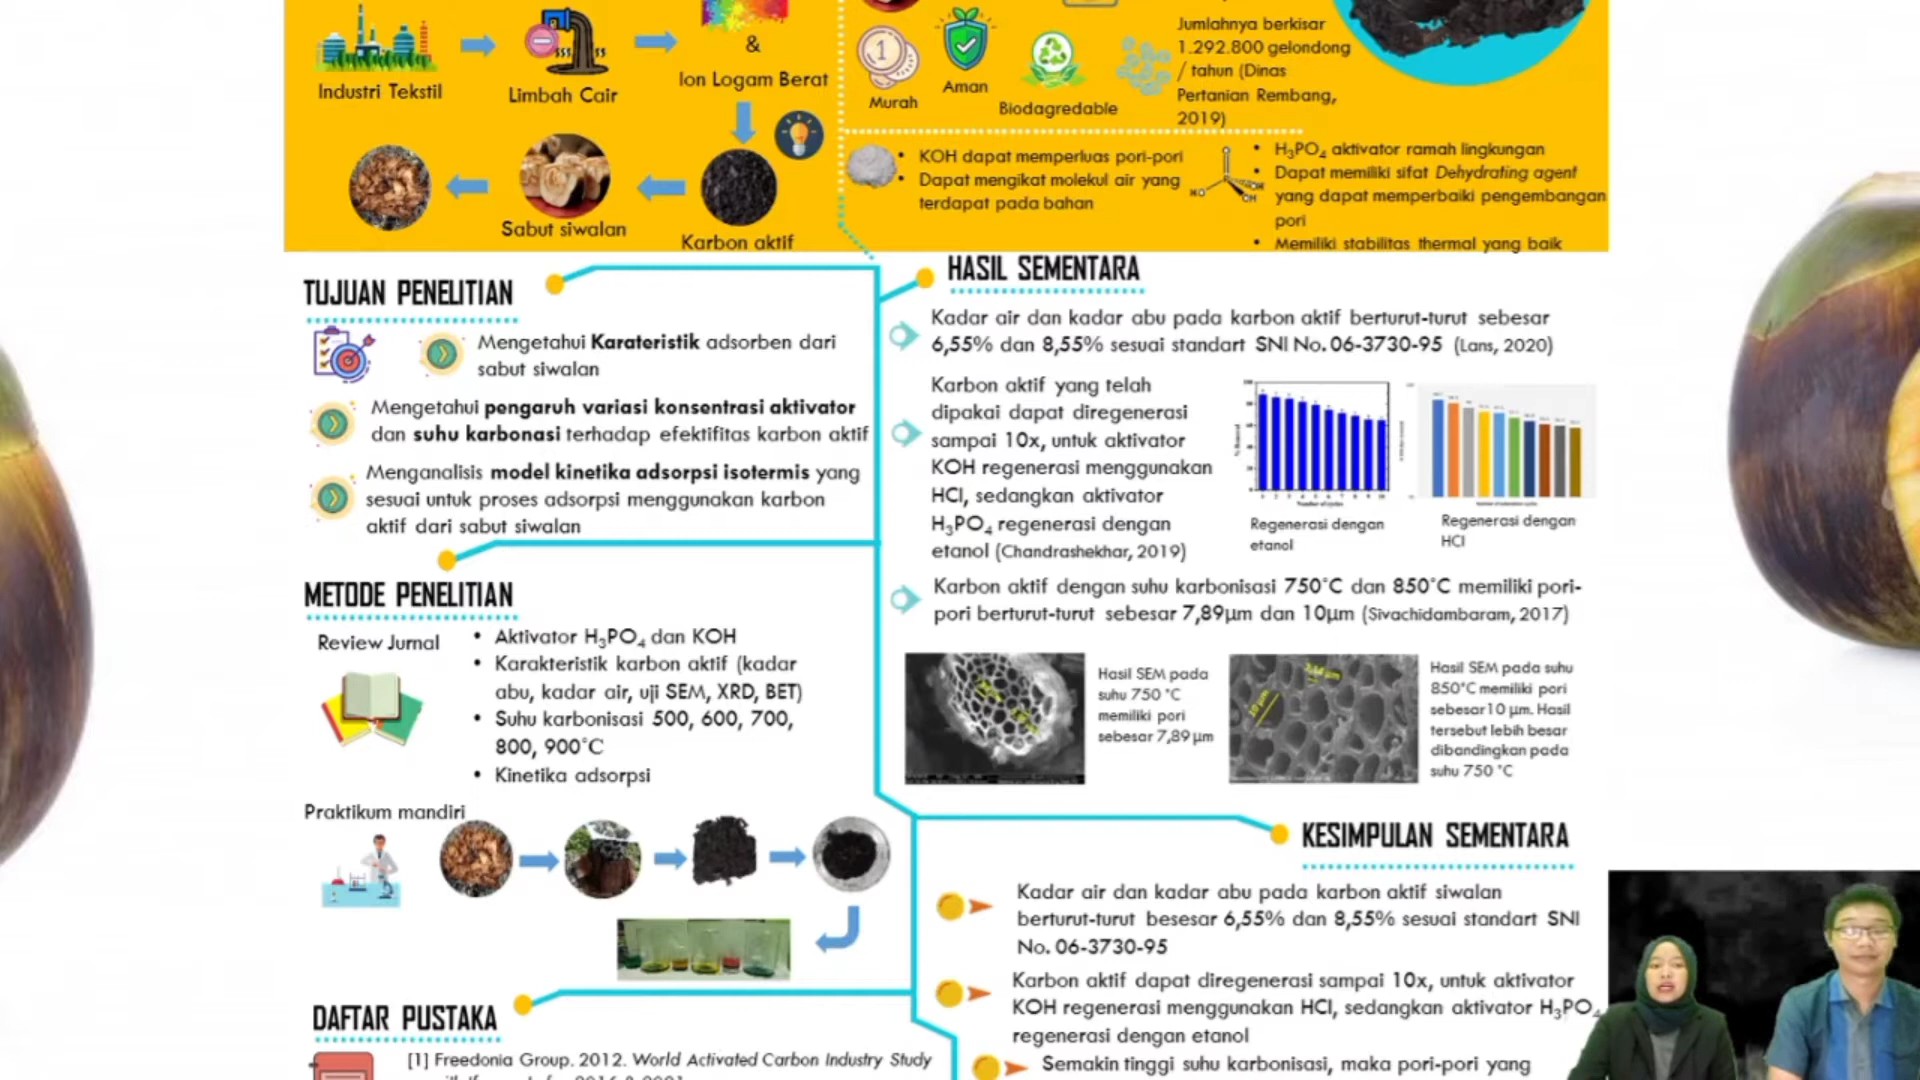 Industri Tekstil
Limbah Cair
&
Ion Logam Berat
Sabut siwalan
Karbon aktif
Murah
Aman
Biodagredable
Jumlahnya berkisar
1.292.800 gelondong
/ tahun (Dinas
Pertanian Rembang,
2019)
• KOH dapat memperluas pori-pori
• Dapat mengikat molekul air yang
terdapat pada bahan
HO
OH
OH
• H₃PO₄ aktivator ramah lingkungan
• Dapat memiliki sifat Dehydrating agent
yang dapat memperbaiki pengembangan
pori
• Memiliki stabilitas thermal yang baik
TUJUAN PENELITIAN
Mengetahui Karateristik adsorben dari
sabut siwalan
Mengetahui pengaruh variasi konsentrasi aktivator
dan suhu karbonasi terhadap efektifitas karbon aktif
Menganalisis model kinetika adsorpsi isotermis yang
sesuai untuk proses adsorpsi menggunakan karbon
aktif dari sabut siwalan
METODE PENELITIAN
Review Jurnal
• Aktivator H₃PO₄ dan KOH
• Karakteristik karbon aktif (kadar
abu, kadar air, uji SEM, XRD, BET)
• Suhu karbonisasi 500, 600, 700,
800, 900°C
• Kinetika adsorpsi
Praktikum mandiri
DAFTAR PUSTAKA
[1] Freedonia Group. 2012. World Activated Carbon Industry Study
HASIL SEMENTARA
Kadar air dan kadar abu pada karbon aktif berturut-turut sebesar
6,55% dan 8,55% sesuai standart SNI No. 06-3730-95 (Lans, 2020)
Karbon aktif yang telah
dipakai dapat diregenerasi
sampai 10x, untuk aktivator
KOH regenerasi menggunakan
HCl, sedangkan aktivator
H₃PO₄ regenerasi dengan
etanol (Chandrashekhar, 2019)
Number of cycles
Regenerasi dengan
etanol
Regenerasi dengan
HCl
Karbon aktif dengan suhu karbonisasi 750°C dan 850°C memiliki pori-
pori berturut-turut sebesar 7,89µm dan 10µm (Sivachidambaram, 2017)
Hasil SEM pada
suhu 750 °C
memiliki pori
sebesar 7,89 µm
10 µm
Hasil SEM pada suhu
850°C memiliki pori
sebesar 10 µm. Hasil
tersebut lebih besar
dibandingkan pada
suhu 750 °C
KESIMPULAN SEMENTARA
Kadar air dan kadar abu pada karbon aktif siwalan
berturut-turut besesar 6,55% dan 8,55% sesuai standart SNI
No. 06-3730-95
Karbon aktif dapat diregenerasi sampai 10x, untuk aktivator
KOH regenerasi menggunakan HCl, sedangkan aktivator H₃PO₄
regenerasi dengan etanol
Semakin tinggi suhu karbonisasi, maka pori-pori yang